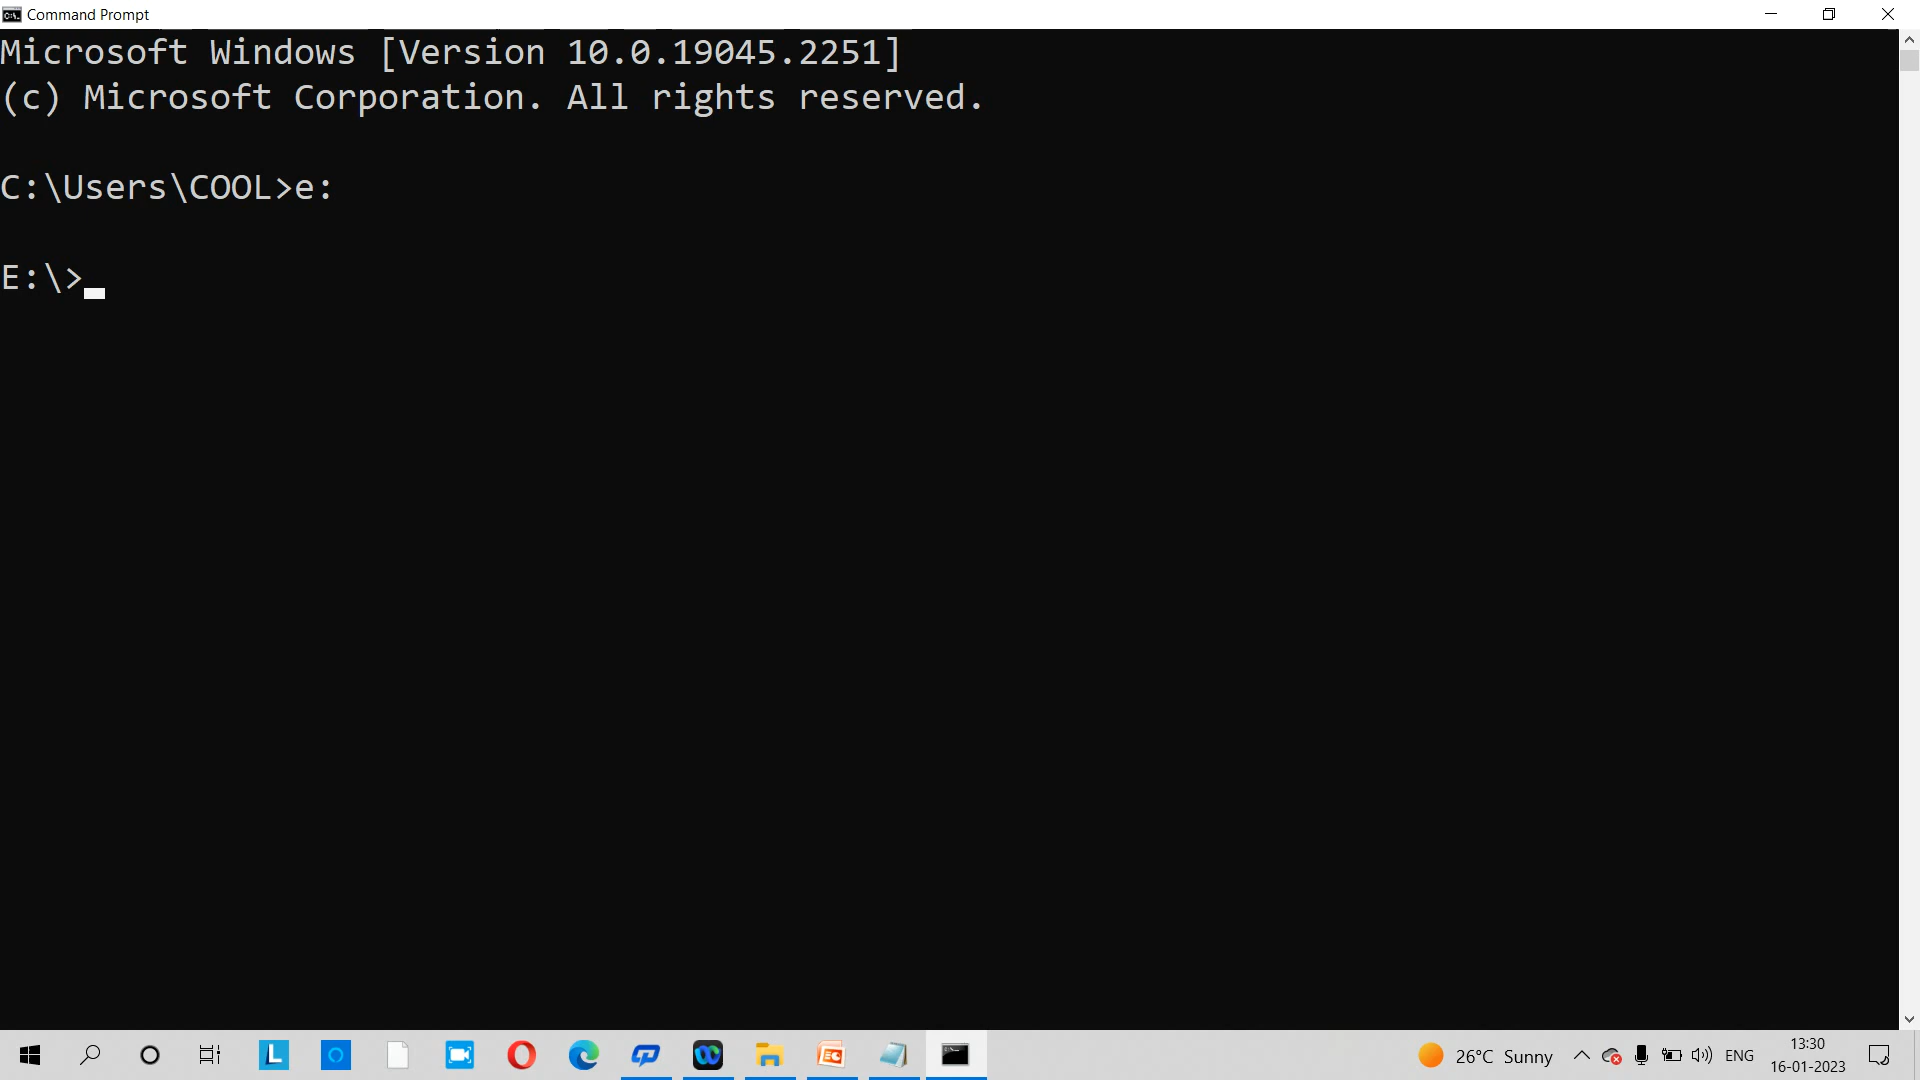 Command Prompt
Microsoft Windows [Version 10.0.19045.2251]
(c) Microsoft Corporation. All rights reserved.
C:\Users\COOL>e:
E:\>
26°C Sunny
ENG
13:30
16-01-2023